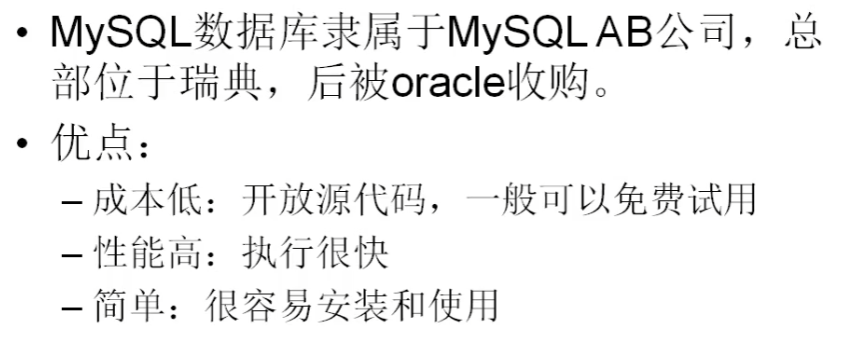 • MySQL数据库隶属于MySQL AB公司，总
部位于瑞典，后被oracle收购。
• 优点：
– 成本低：开放源代码，一般可以免费试用
– 性能高：执行很快
– 简单：很容易安装和使用